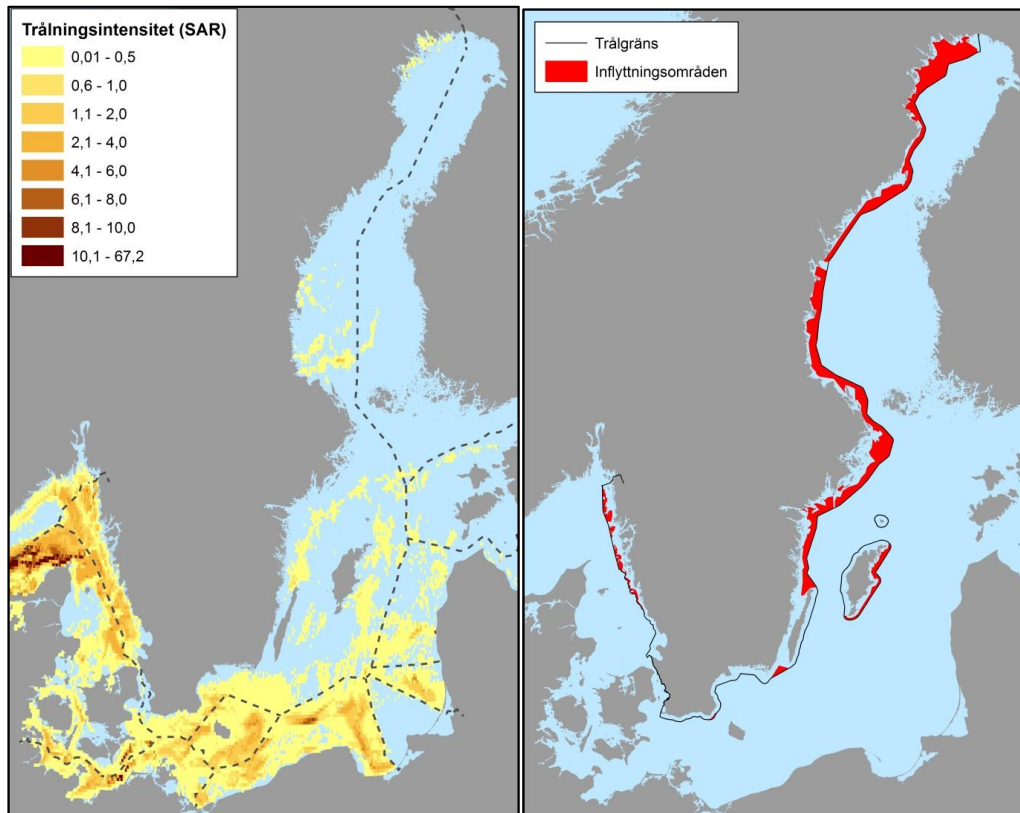 Trålningsintensitet (SAR)
0,01 - 0,5
0,6 - 1,0
1,1 - 2,0
2,1 - 4,0
4,1 - 6,0
6,1 - 8,0
8,1 - 10,0
10,1 - 67,2
Trålgräns
Inflyttningsområden